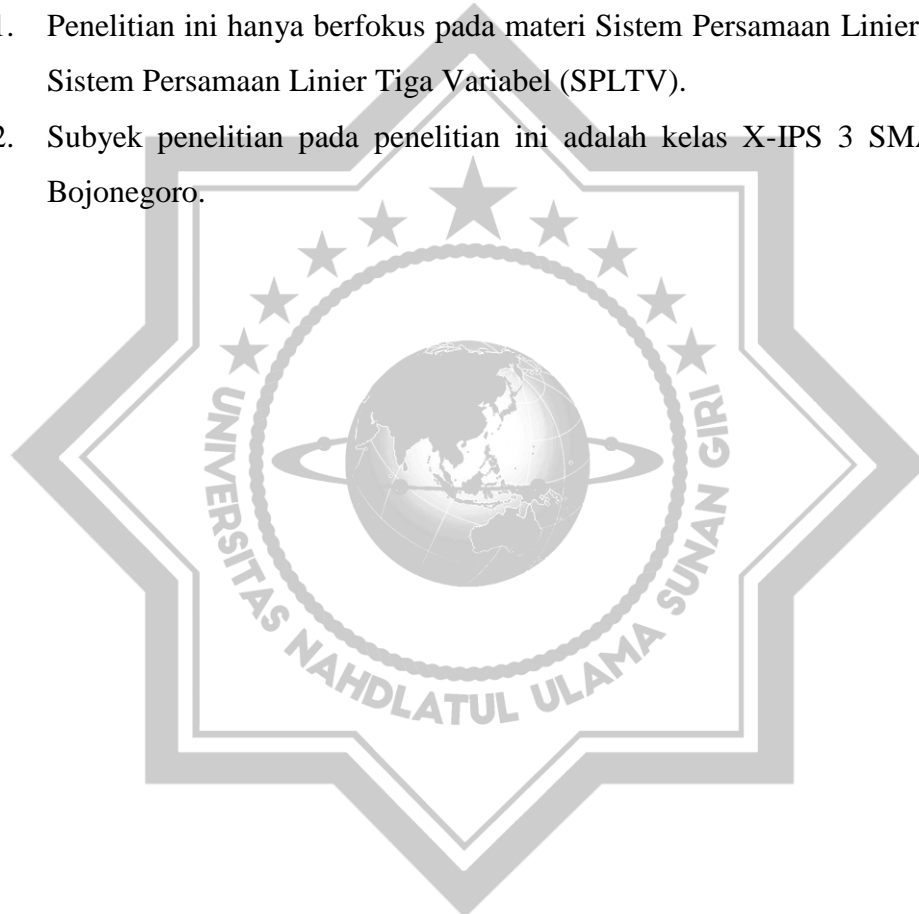 1. Penelitian ini hanya berfokus pada materi Sistem Persamaan Linier
Sistem Persamaan Linier Tiga Variabel (SPLTV).
2. Subyek penelitian pada penelitian ini adalah kelas X-IPS 3
Bojonegoro.
UNIVERSITAS NAHDLATUL ULAMA SUNAN GIRI